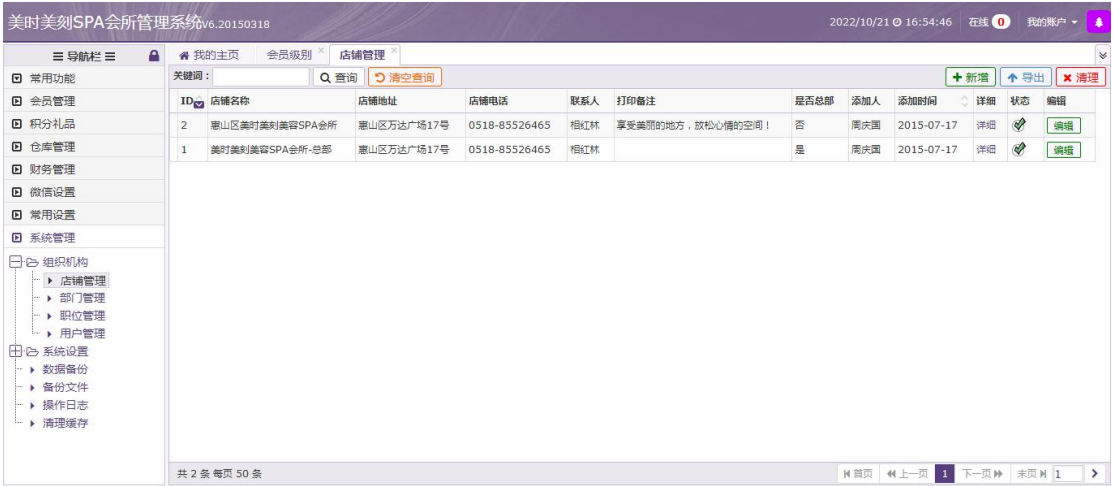 美时美刻SPA会所管理系统V6.20150318
2022/10/21 16:54:46 在线 0 我的账户
导航栏
我的主页 会员级别 × 店铺管理 ×
常用功能
会员管理
积分礼品
仓库管理
财务管理
微信设置
常用设置
系统管理
组织机构
店铺管理
部门管理
职位管理
用户管理
系统设置
数据备份
备份文件
操作日志
清理缓存
关键词： 查询 清空查询 新增 导出 清理
ID 店铺名称 店铺地址 店铺电话 联系人 打印备注 是否总部 添加人 添加时间 详细 状态 编辑
2 惠山区美时美刻美容SPA会所 惠山区万达广场17号 0518-85526465 相红林 享受美丽的地方，放松心情的空间！ 否 周庆国 2015-07-17 详细 编辑
1 美时美刻美容SPA会所-总部 惠山区万达广场17号 0518-85526465 相红林 是 周庆国 2015-07-17 详细 编辑
共 2 条 每页 50 条 首页 上一页 1 下一页 末页 1